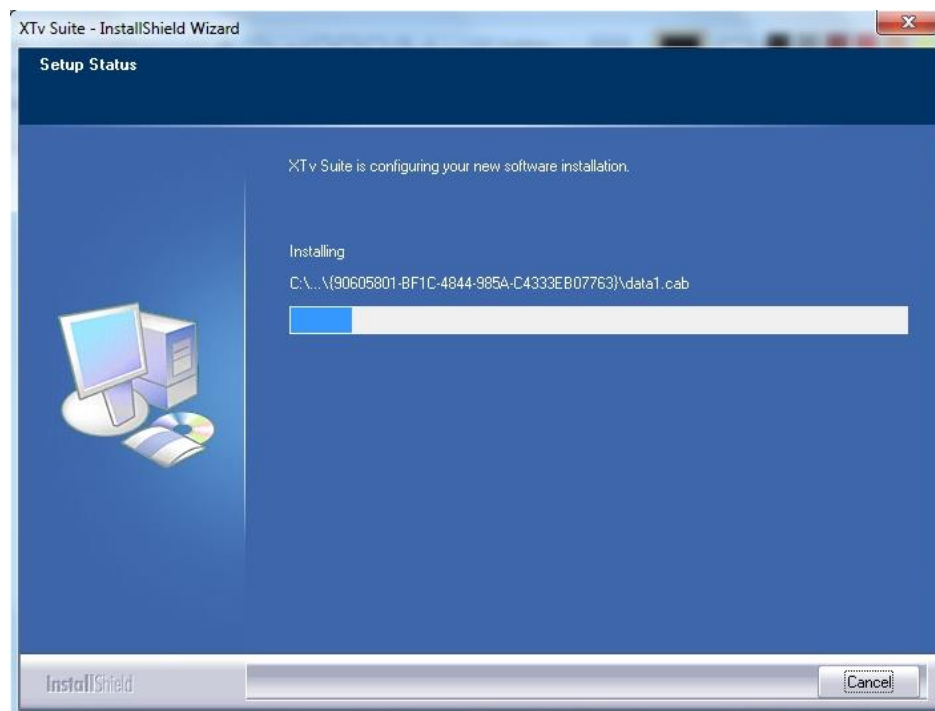 XTv Suite - InstallShield Wizard
Setup Status
XTv Suite is configuring your new software installation.
Installing
C:\...\{90605801-BF1C-4844-985A-C4333EB07763}\data1.cab
InstallShield
Cancel